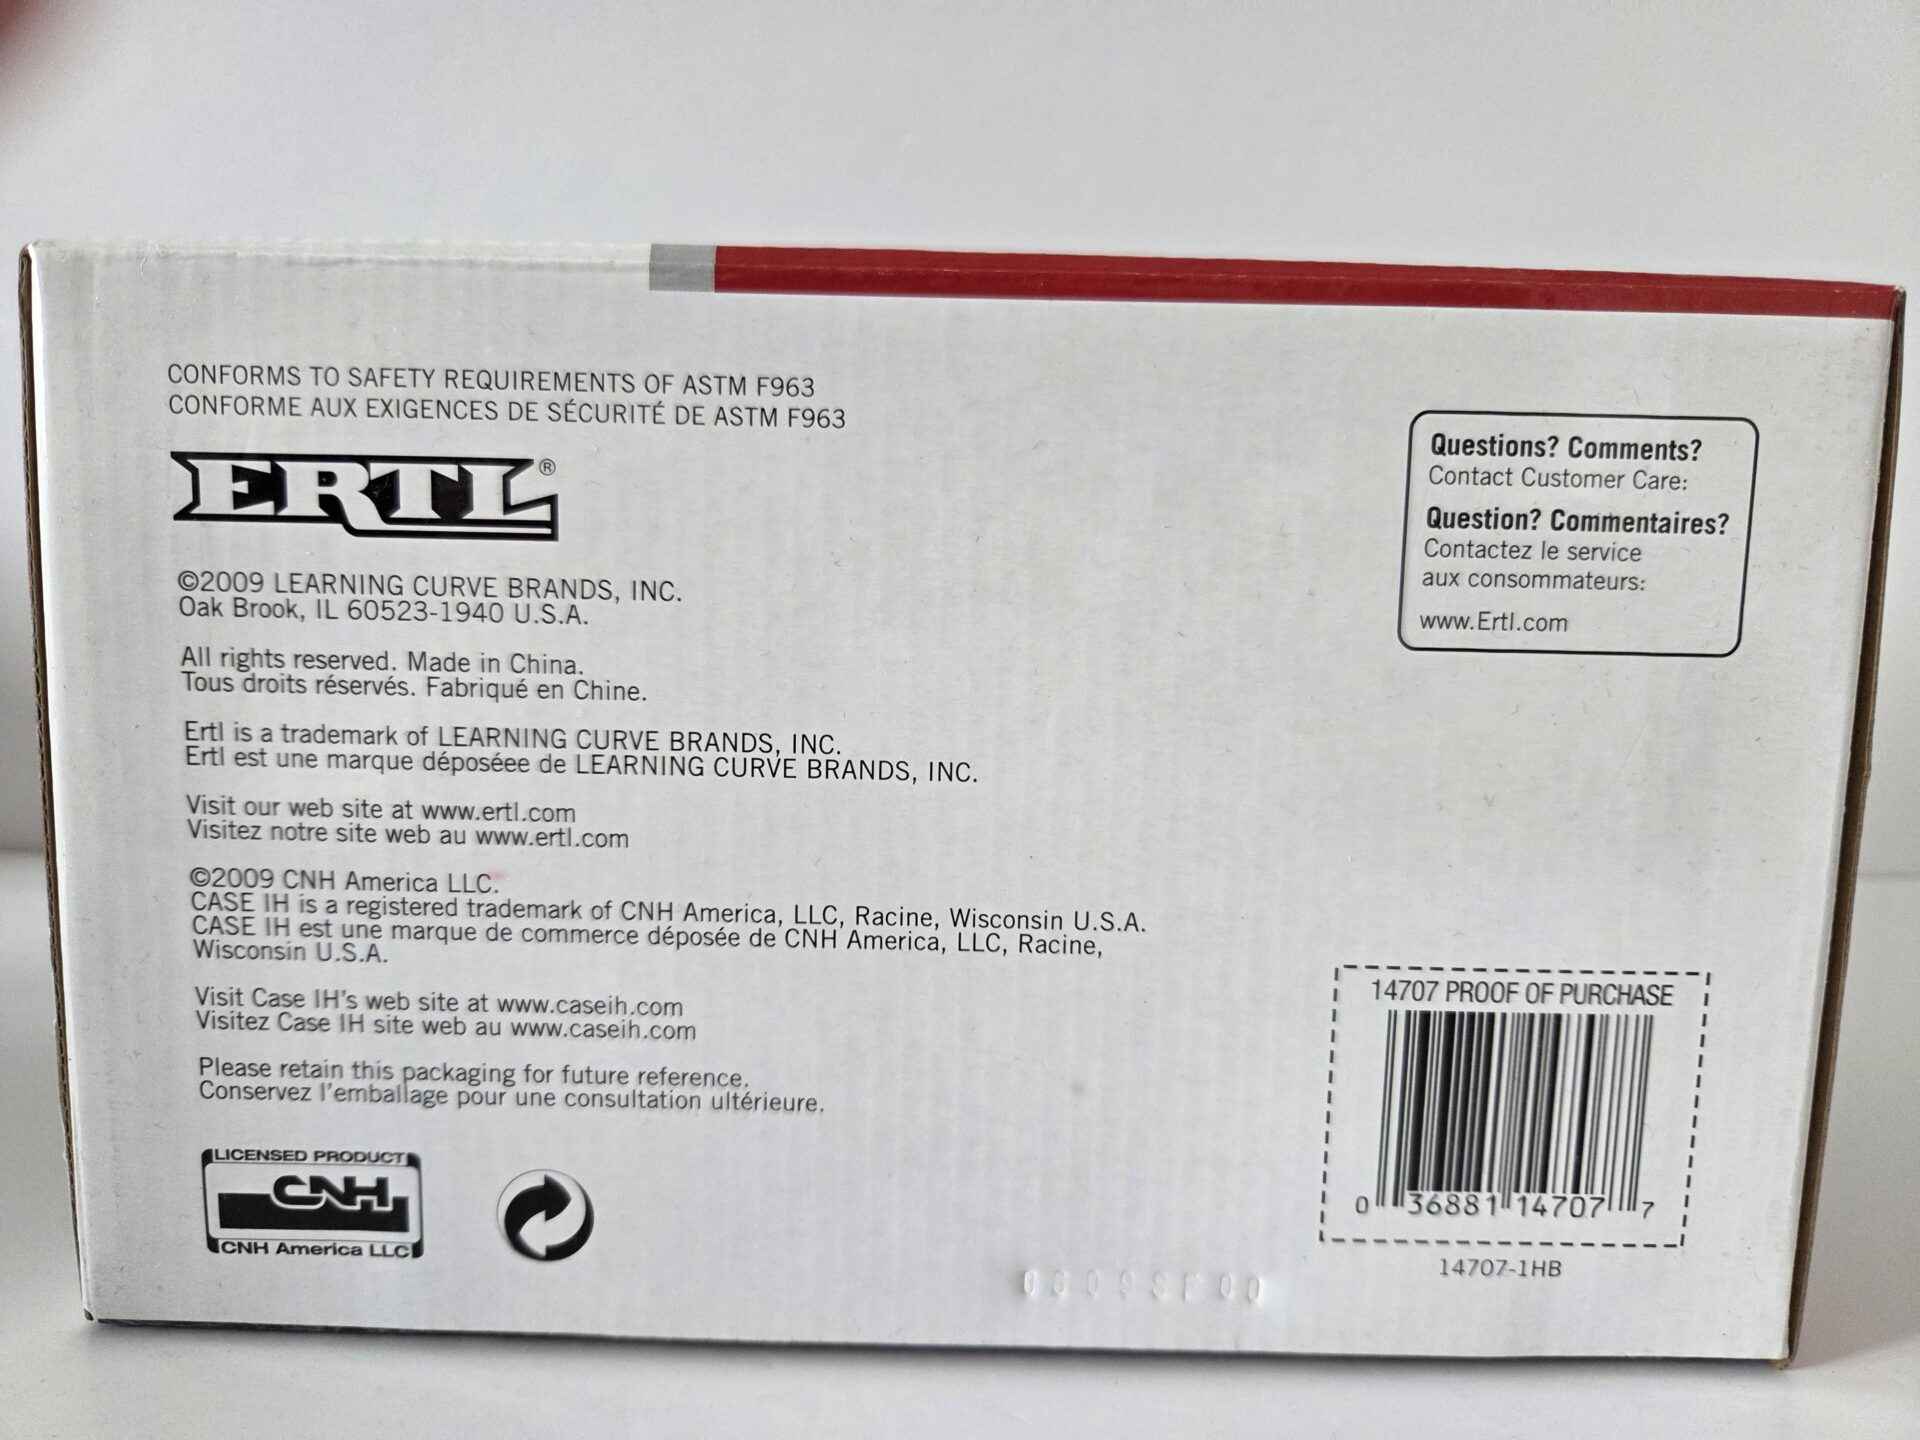 CONFORMS TO SAFETY REQUIREMENTS OF ASTM F963
CONFORME AUX EXIGENCES DE SÉCURITÉ DE ASTM F963
ERTL®
©2009 LEARNING CURVE BRANDS, INC.
Oak Brook, IL 60523-1940 U.S.A.
All rights reserved. Made in China.
Tous droits réservés. Fabriqué en Chine.
Ertl is a trademark of LEARNING CURVE BRANDS, INC.
Ertl est une marque déposéee de LEARNING CURVE BRANDS, INC.
Visit our web site at www.ertl.com
Visitez notre site web au www.ertl.com
©2009 CNH America LLC.
CASE IH is a registered trademark of CNH America, LLC, Racine, Wisconsin U.S.A.
CASE IH est une marque de commerce déposée de CNH America, LLC, Racine,
Wisconsin U.S.A.
Visit Case IH's web site at www.caseih.com
Visitez Case IH site web au www.caseih.com
Please retain this packaging for future reference.
Conservez l'emballage pour une consultation ultérieure.
LICENSED PRODUCT
CNH
CNH America LLC
Questions? Comments?
Contact Customer Care:
Question? Commentaires?
Contactez le service
aux consommateurs:
www.Ertl.com
14707 PROOF OF PURCHASE
0 36881 14707 7
14707-1HB